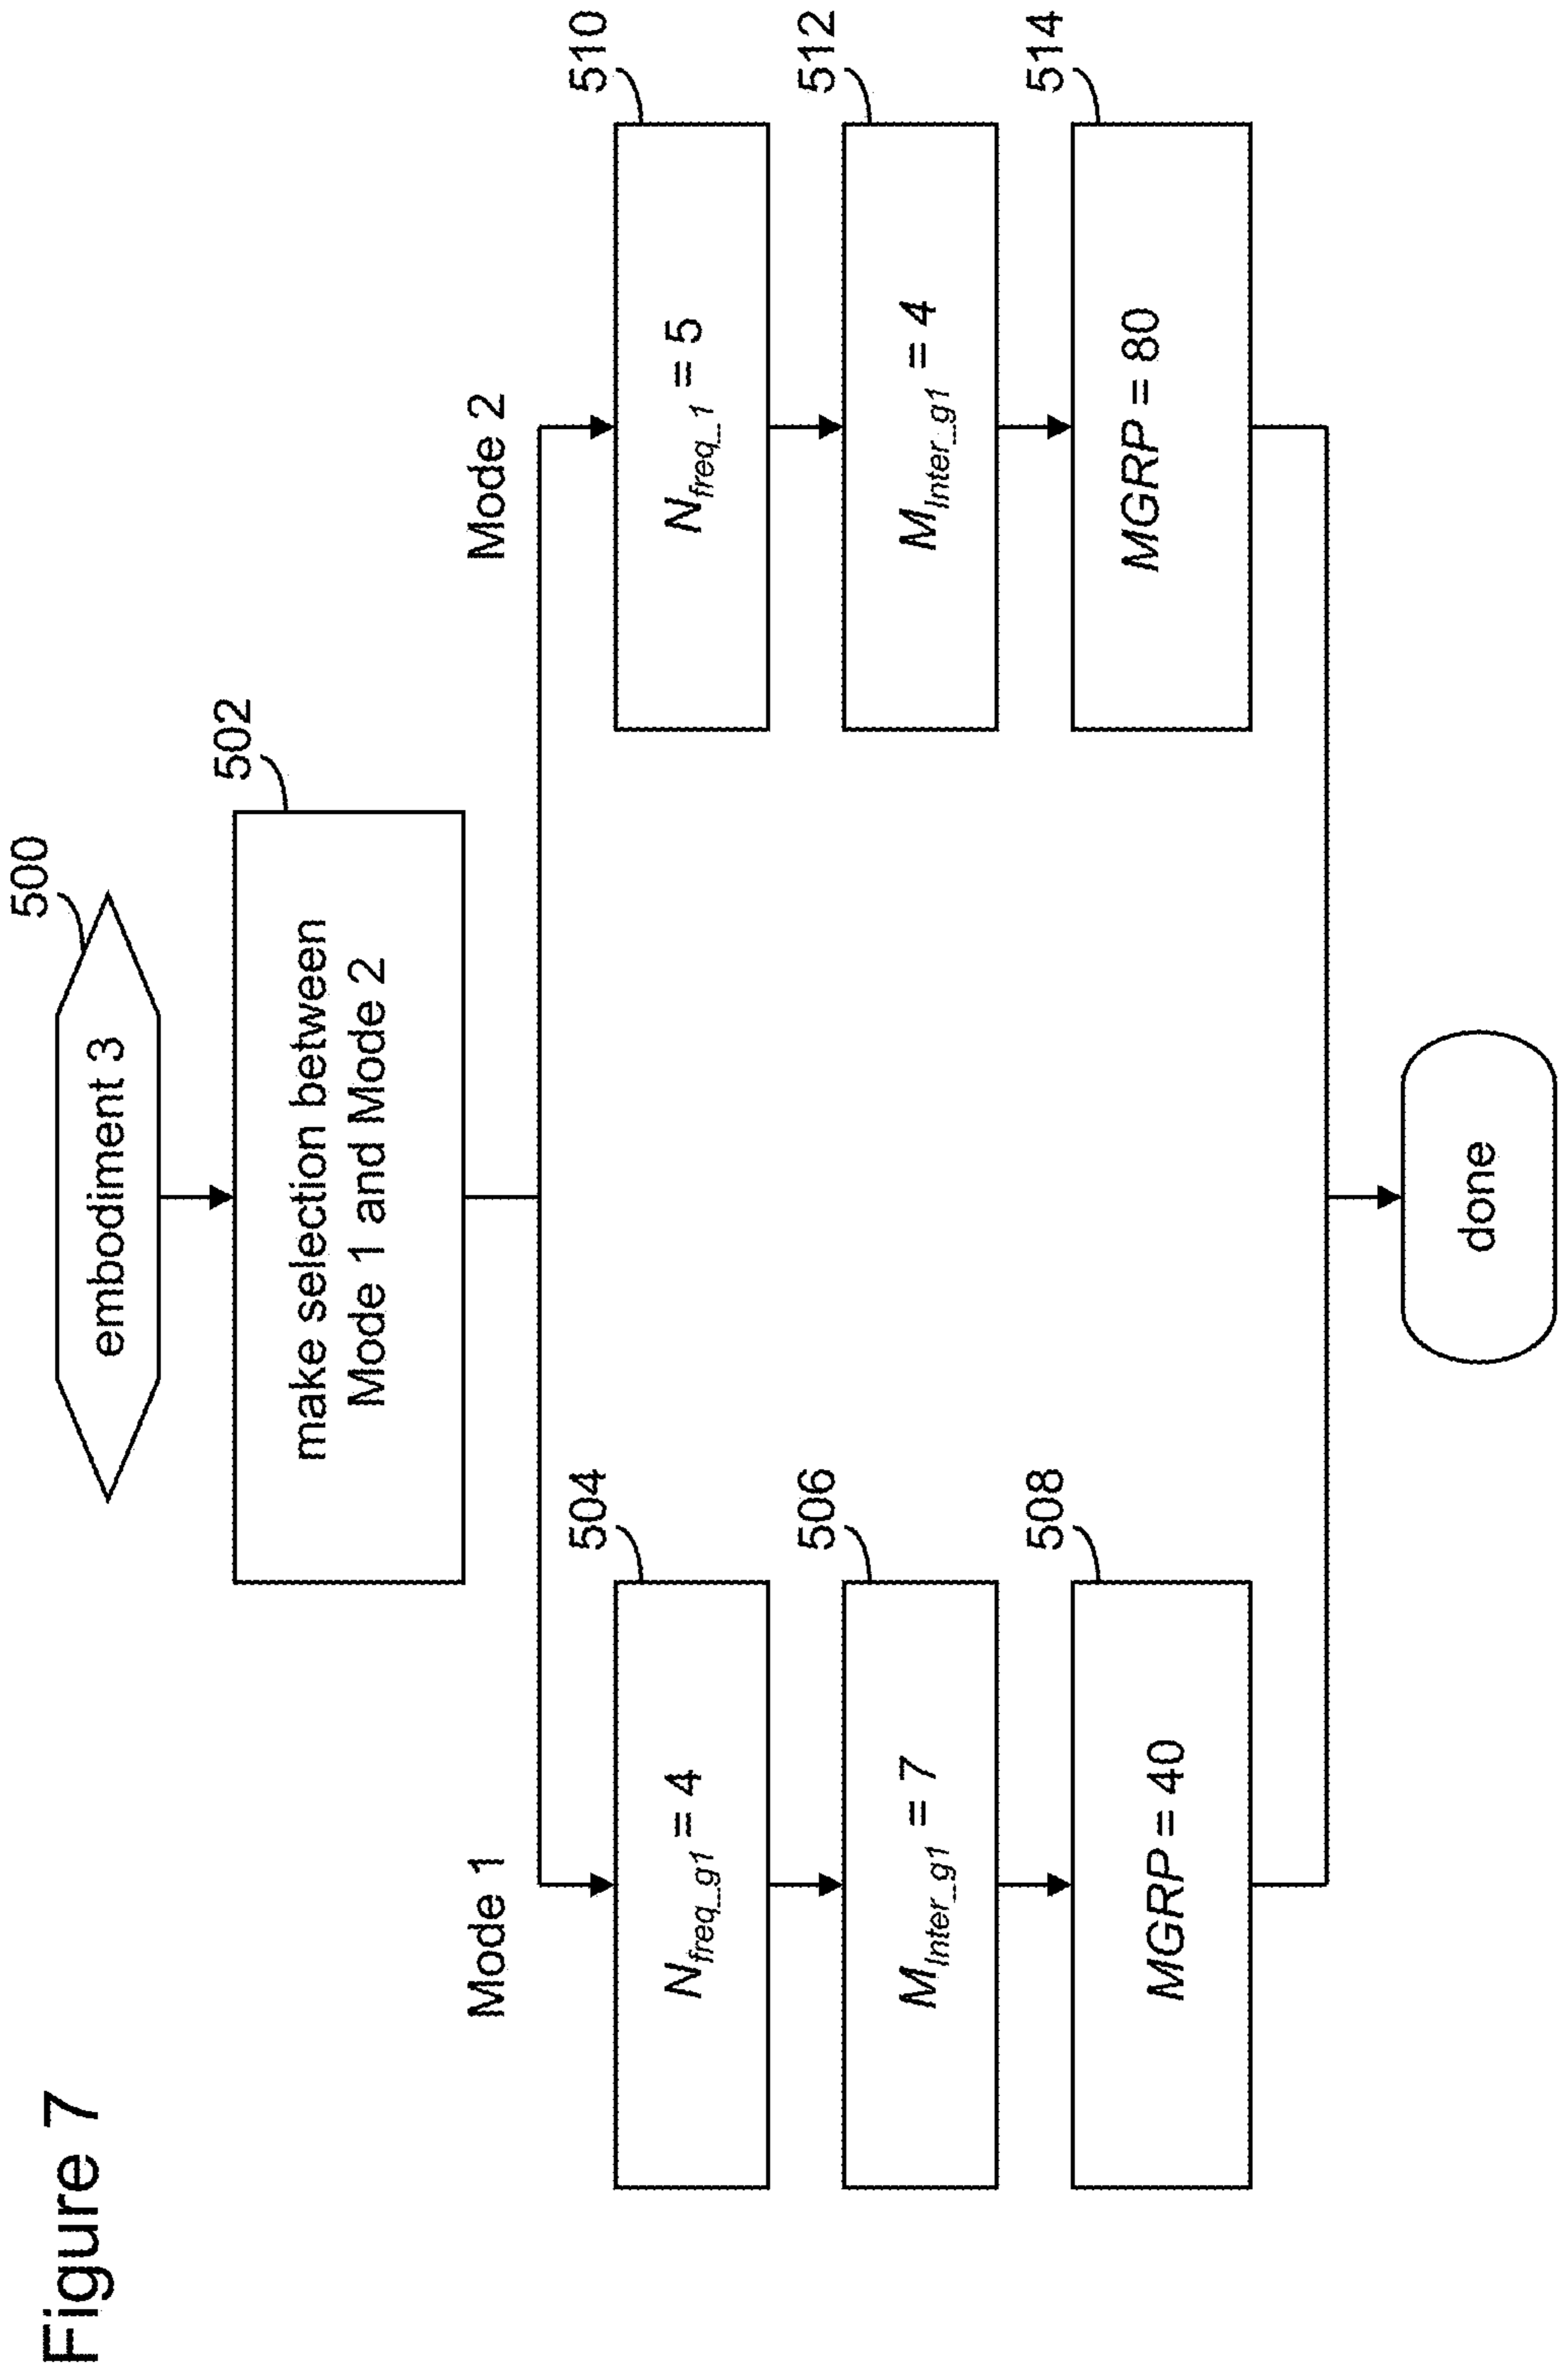 Figure 7
500
embodiment 3
502
make selection between
Mode 1 and Mode 2
Mode 1
504
N_freq_g1 = 4
506
M_Inter_g1 = 7
508
MGRP = 40
Mode 2
510
N_freq_1 = 5
512
M_Inter_g1 = 4
514
MGRP = 80
done